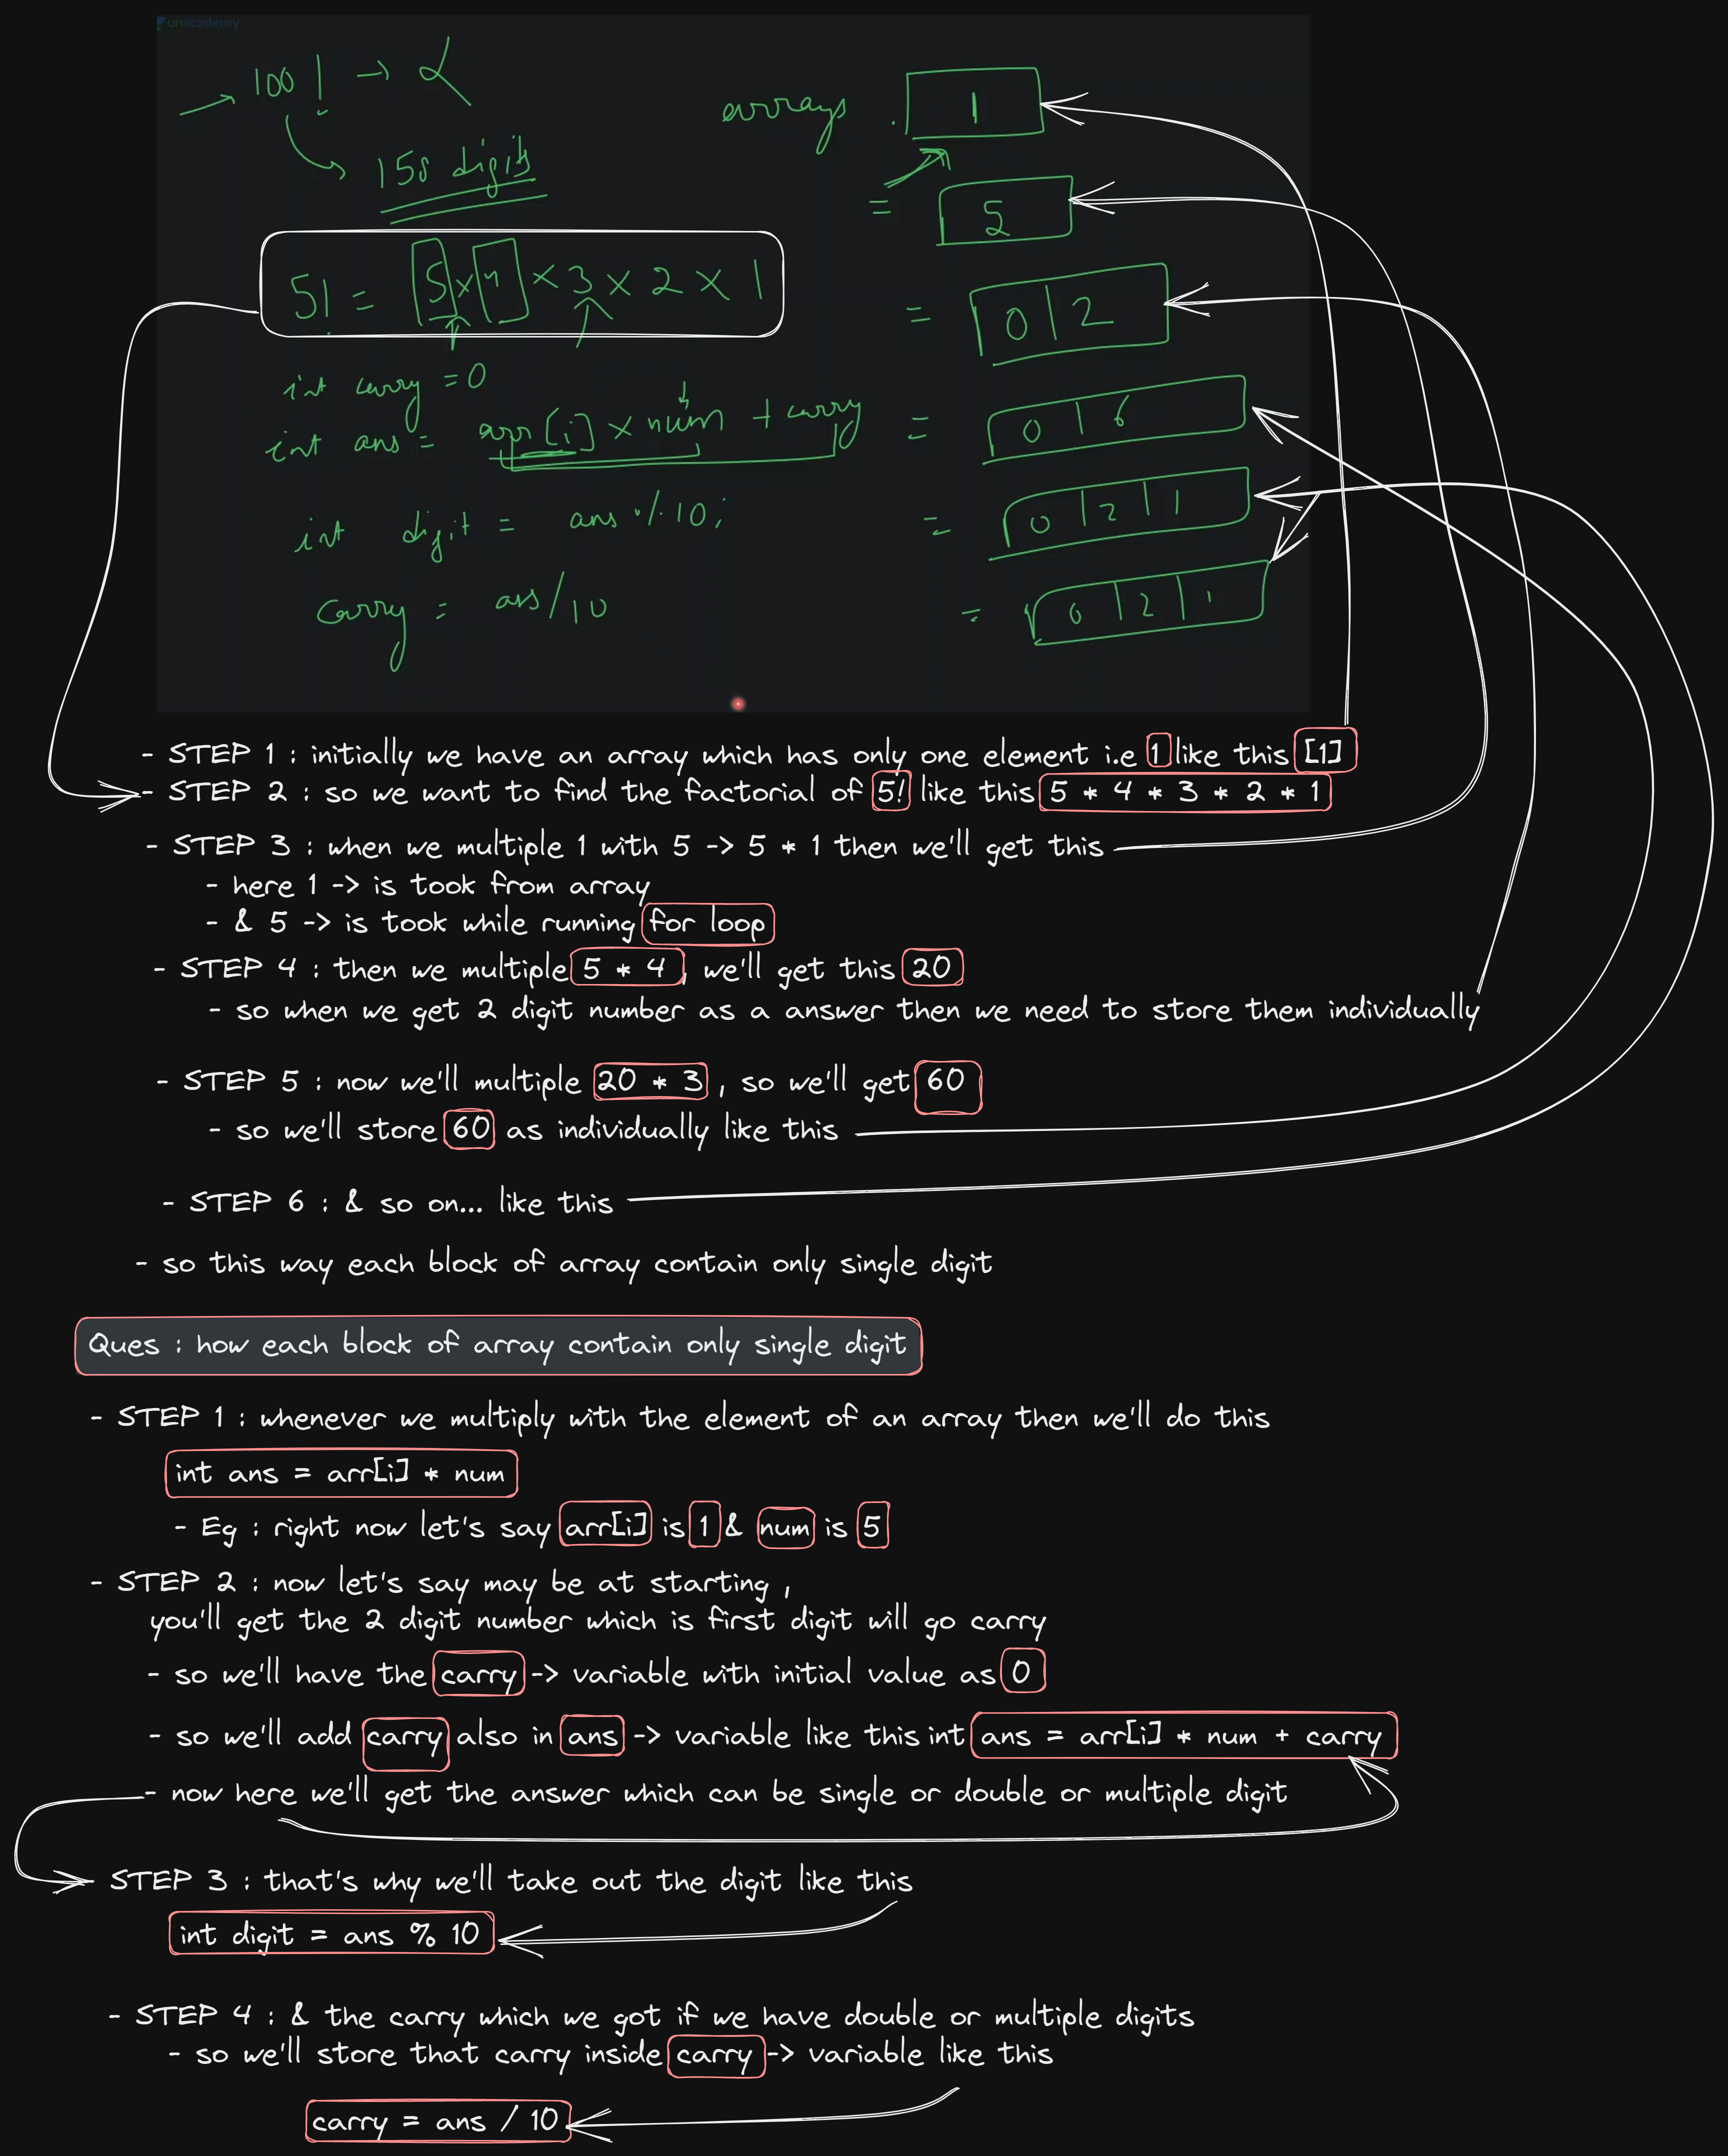 unacademy
→ 100! → α
158 digits
arrays
1
= 5
5! = 5 × 4 × 3 × 2 × 1
= 0 | 2
int carry = 0
int ans = arr[i] × num + carry
= 0 | 6
int digit = ans % 10;
= 0 | 2 | 1
carry = ans / 10
= 0 | 2 | 1
- STEP 1 : initially we have an array which has only one element i.e 1 like this [1]
- STEP 2 : so we want to find the factorial of 5! like this 5 * 4 * 3 * 2 * 1
- STEP 3 : when we multiple 1 with 5 -> 5 * 1 then we'll get this
- here 1 -> is took from array
- & 5 -> is took while running for loop
- STEP 4 : then we multiple 5 * 4, we'll get this 20
- so when we get 2 digit number as a answer then we need to store them individually
- STEP 5 : now we'll multiple 20 * 3 , so we'll get 60
- so we'll store 60 as individually like this
- STEP 6 : & so on... like this
- so this way each block of array contain only single digit
Ques : how each block of array contain only single digit
- STEP 1 : whenever we multiply with the element of an array then we'll do this
int ans = arr[i] * num
- Eg : right now let's say arr[i] is 1 & num is 5
- STEP 2 : now let's say may be at starting ,
you'll get the 2 digit number which is first digit will go carry
- so we'll have the carry -> variable with initial value as 0
- so we'll add carry also in ans -> variable like this int ans = arr[i] * num + carry
- now here we'll get the answer which can be single or double or multiple digit
STEP 3 : that's why we'll take out the digit like this
int digit = ans % 10
- STEP 4 : & the carry which we got if we have double or multiple digits
- so we'll store that carry inside carry -> variable like this
carry = ans / 10